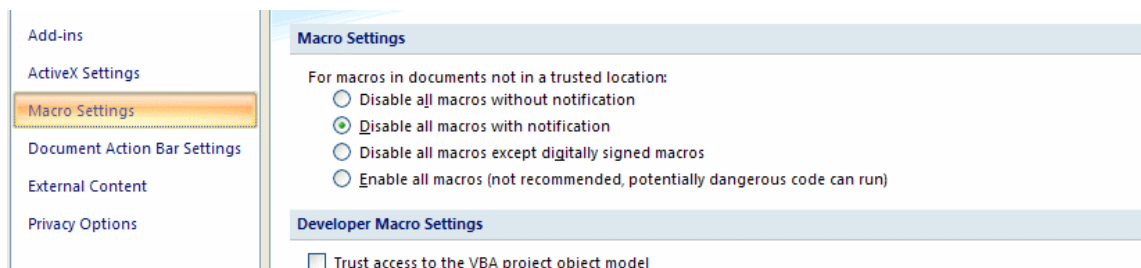 Add-ins
ActiveX Settings
Macro Settings
Document Action Bar Settings
External Content
Privacy Options
Macro Settings
For macros in documents not in a trusted location:
Disable all macros without notification
Disable all macros with notification
Disable all macros except digitally signed macros
Enable all macros (not recommended, potentially dangerous code can run)
Developer Macro Settings
Trust access to the VBA project object model